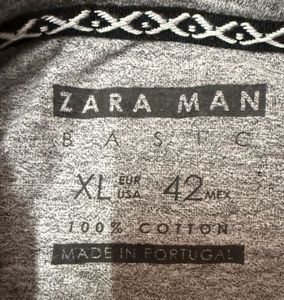 ZARA MAN
BASIC
XL EUR USA 42 MEX
100% COTTON
MADE IN PORTUGAL